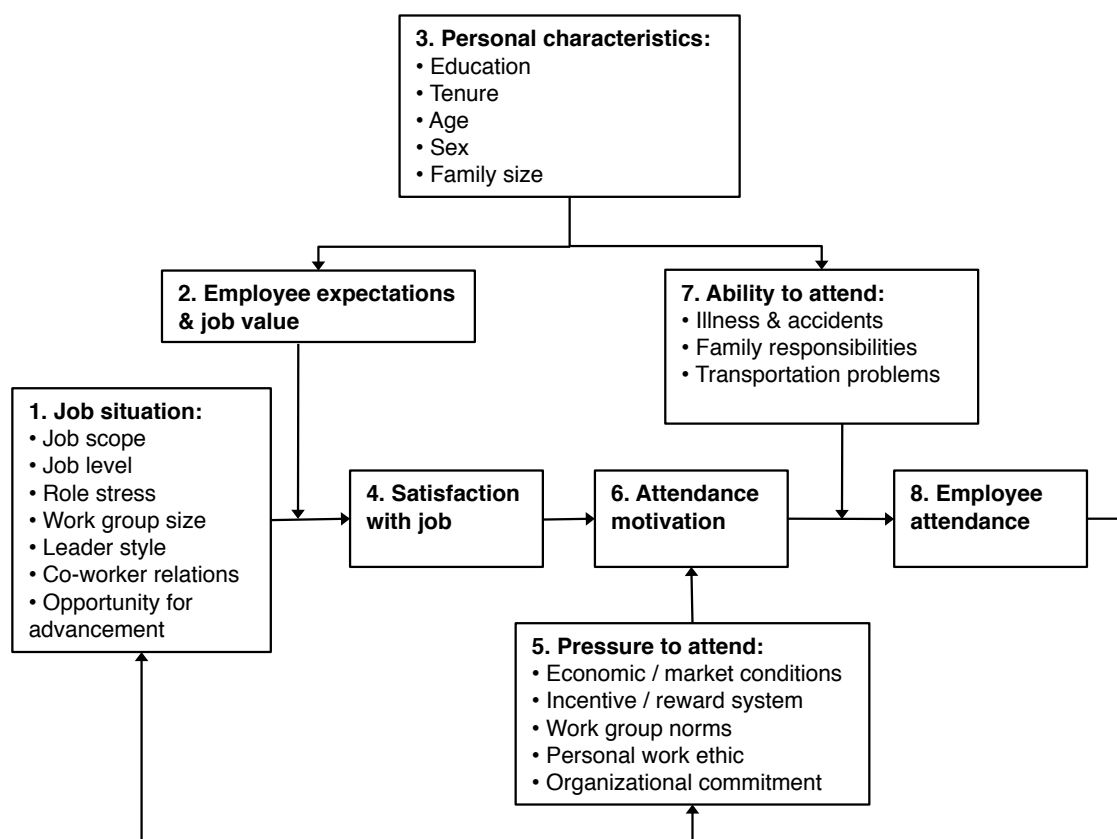 3. Personal characteristics:
• Education
• Tenure
• Age
• Sex
• Family size
2. Employee expectations
& job value
7. Ability to attend:
• Illness & accidents
• Family responsibilities
• Transportation problems
1. Job situation:
• Job scope
• Job level
• Role stress
• Work group size
• Leader style
• Co-worker relations
• Opportunity for
advancement
4. Satisfaction
with job
6. Attendance
motivation
8. Employee
attendance
5. Pressure to attend:
• Economic / market conditions
• Incentive / reward system
• Work group norms
• Personal work ethic
• Organizational commitment